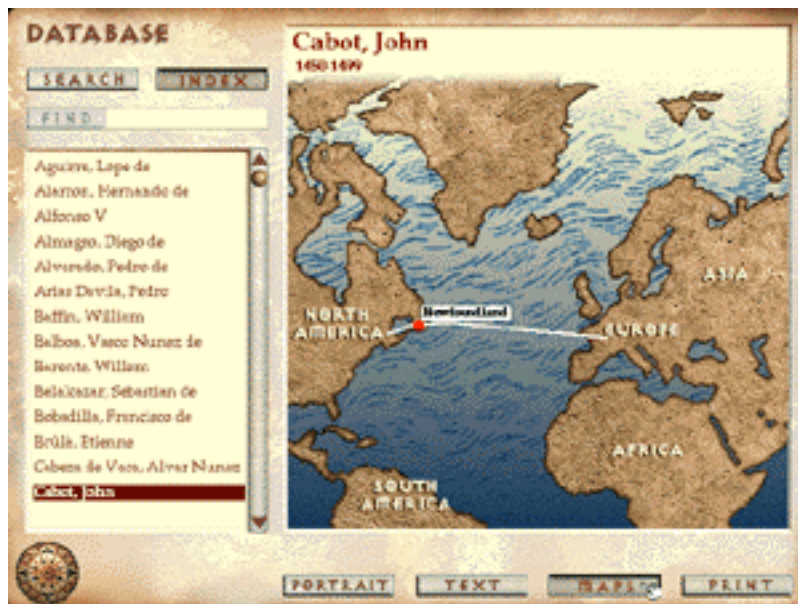 DATABASE
SEARCH
INDEX
FIND
Aguirre, Lope de
Alarcon, Hernando de
Alfonso V
Almagro, Diego de
Alvarado, Pedro de
Arias Davila, Pedro
Baffin, William
Balboa, Vasco Nunez de
Barents, Willem
Belalcazar, Sebastian de
Bobadilla, Francisco de
Brülé, Etienne
Cabeza de Vaca, Alvar Nunez
Cabot, John
Cabot, John
1450-1499
ASIA
NORTH
AMERICA
Newfoundland
EUROPE
AFRICA
SOUTH
AMERICA
PORTRAIT
TEXT
MAPS
PRINT